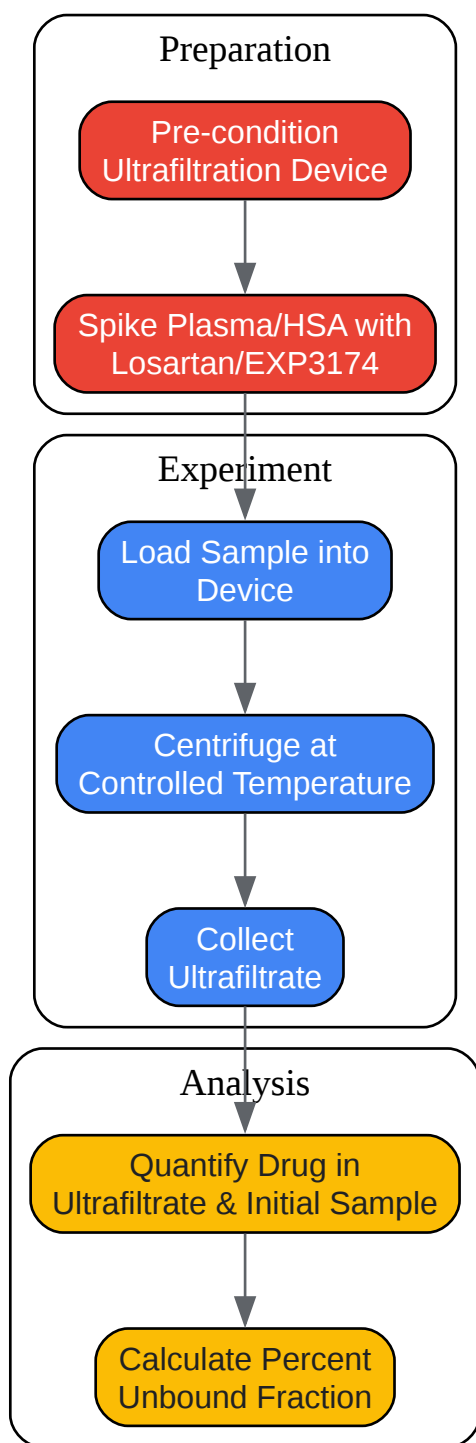 Preparation
Pre-condition
Ultrafiltration Device
Spike Plasma/HSA with
Losartan/EXP3174
Experiment
Load Sample into
Device
Centrifuge at
Controlled Temperature
Collect
Ultrafiltrate
Analysis
Quantify Drug in
Ultrafiltrate & Initial Sample
Calculate Percent
Unbound Fraction